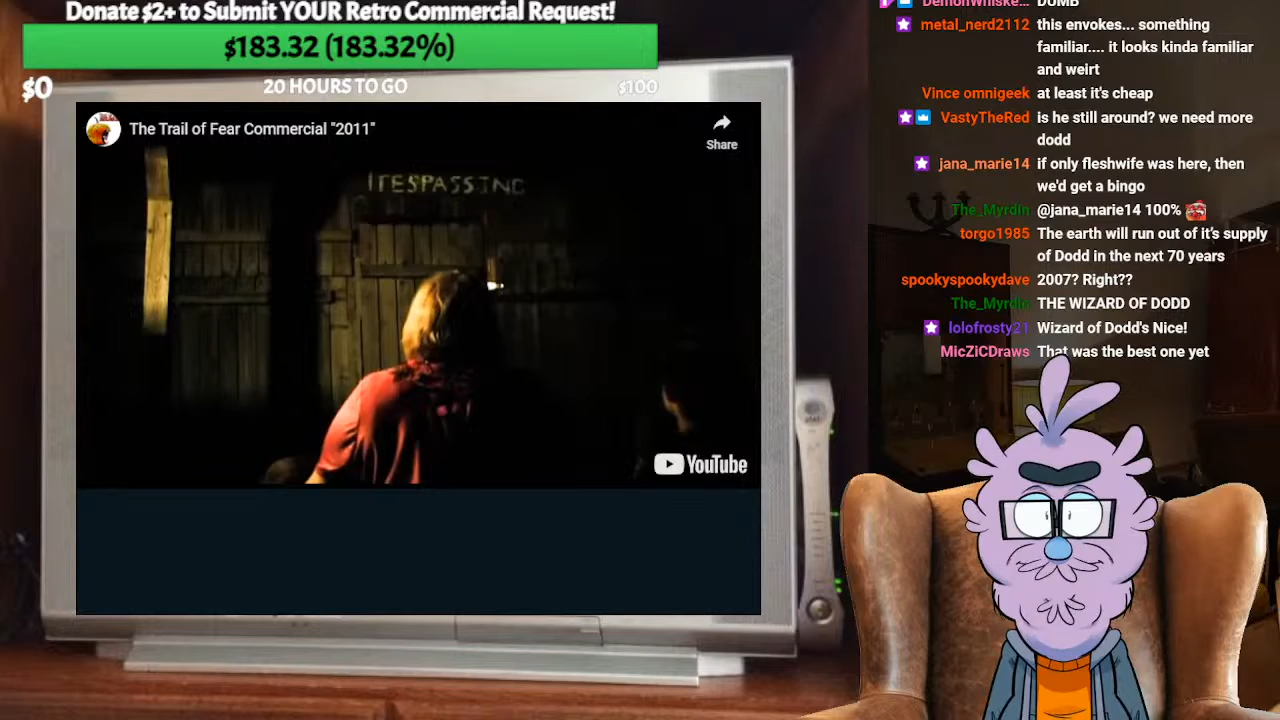 Donate $2+ to Submit YOUR Retro Commercial Request!
$183.32 (183.32%)
$0
20 HOURS TO GO
$100
The Trail of Fear Commercial "2011"
Share
TRESPASSING
YouTube
DemonWhiske... DUMB
metal_nerd2112 this envokes... something
familiar.... it looks kinda familiar
and weirt
Vince omnigeek at least it's cheap
VastyTheRed is he still around? we need more
dodd
jana_marie14 if only fleshwife was here, then
we'd get a bingo
The_Myrdin @jana_marie14 100%
torgo1985 The earth will run out of it's supply
of Dodd in the next 70 years
spookyspookydave 2007? Right??
The_Myrdin THE WIZARD OF DODD
lolofrosty21 Wizard of Dodd's Nice!
MicZiCDraws That was the best one yet